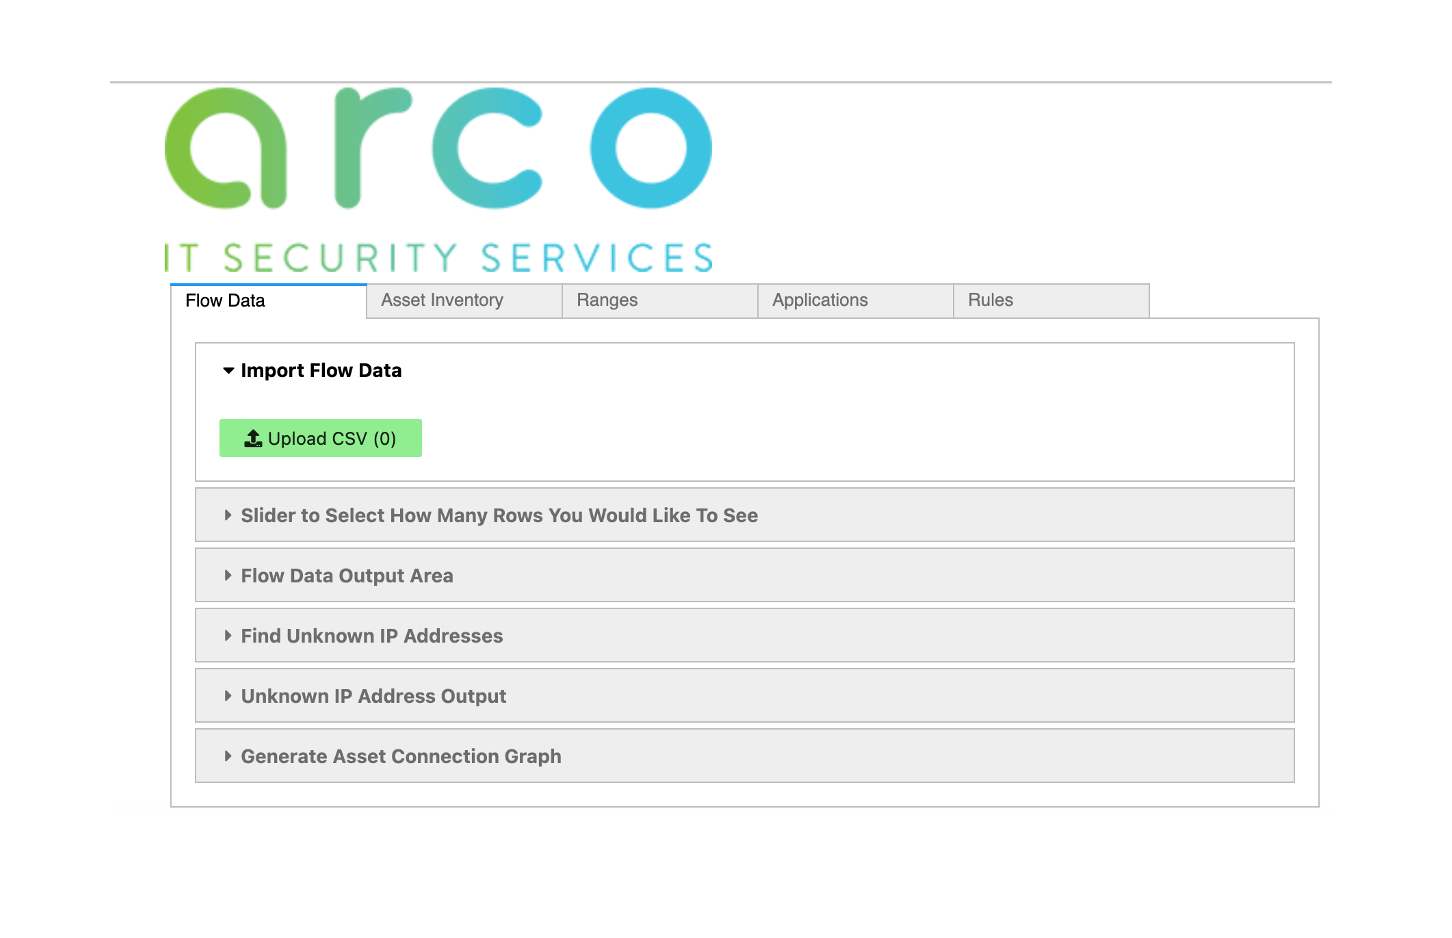 arco
IT SECURITY SERVICES
Flow Data
Asset Inventory
Ranges
Applications
Rules
Import Flow Data
Upload CSV (0)
Slider to Select How Many Rows You Would Like To See
Flow Data Output Area
Find Unknown IP Addresses
Unknown IP Address Output
Generate Asset Connection Graph